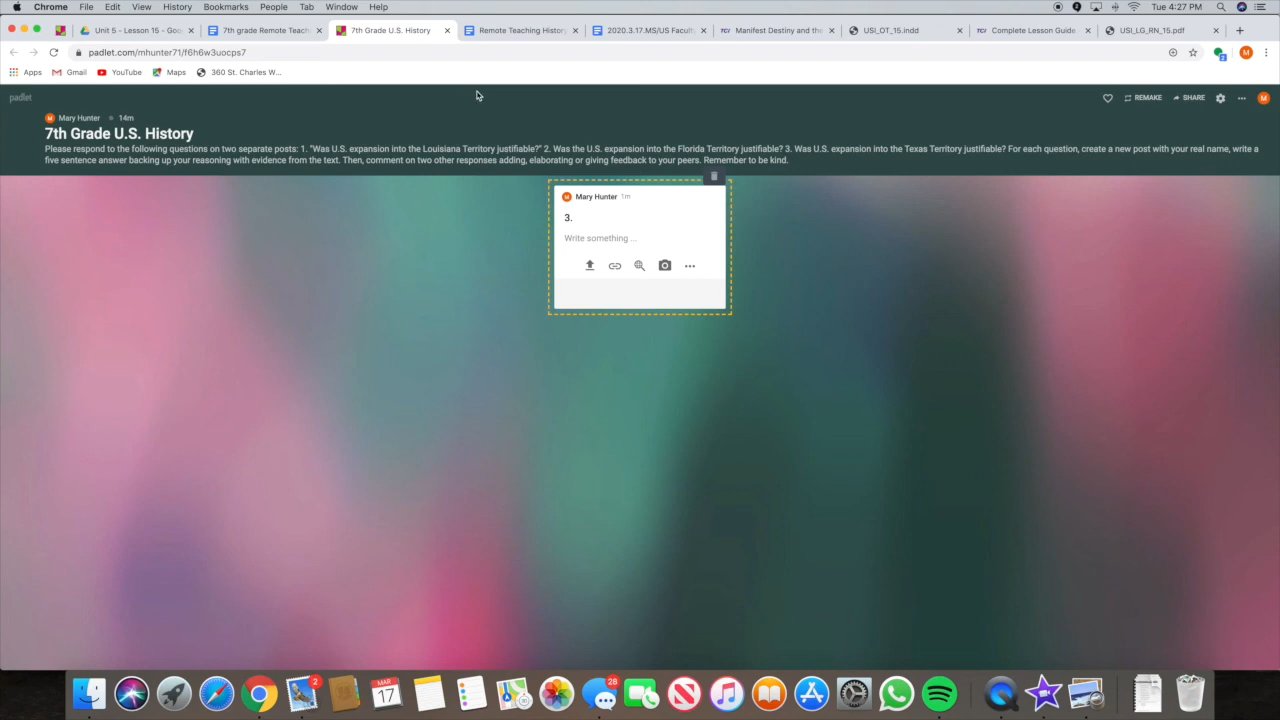 Chrome File Edit View History Bookmarks People Tab Window Help Tue 4:27 PM
Unit 5 - Lesson 15 - Goo 7th grade Remote Teach 7th Grade U.S. History Remote Teaching History 2020.3.17.MS/US Facul Manifest Destiny and the USI_OT_15.indd Complete Lesson Guide USI_LG_RN_15.pdf
padlet.com/mhunter71/f6h6w3uocps7
Apps Gmail YouTube Maps 360 St. Charles W...
padlet REMAKE SHARE
Mary Hunter 14m
7th Grade U.S. History
Please respond to the following questions on two separate posts: 1. "Was U.S. expansion into the Louisiana Territory justifiable?" 2. Was the U.S. expansion into the Florida Territory justifiable? 3. Was U.S. expansion into the Texas Territory justifiable? For each question, create a new post with your real name, write a
five sentence answer backing up your reasoning with evidence from the text. Then, comment on two other responses adding, elaborating or giving feedback to your peers. Remember to be kind.
Mary Hunter 1m
3.
Write something ...
MAR
17
2
28